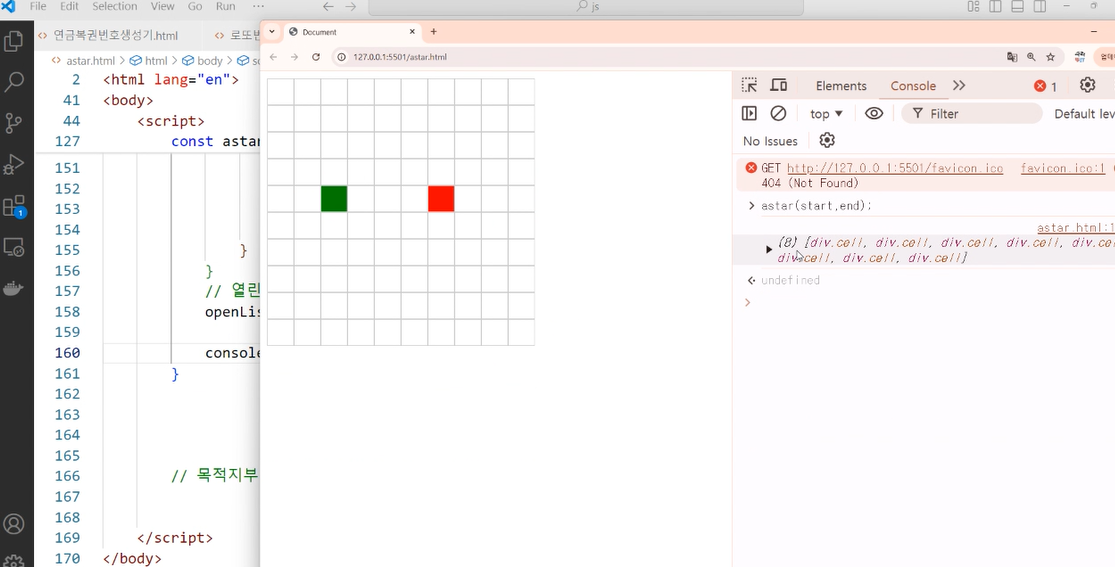 File Edit Selection View Go Run ···
js
연금복권번호생성기.html
astar.html > html > body >
2 <html lang="en">
41 <body>
44 <script>
127 const astar
151
152
153
154
155 }
156 }
157 // 열린
158 openLis
159
160 console
161 }
162
163
164
165
166 // 목적지부
167
168
169 </script>
170 </body>
1
Document
127.0.0.1:5501/astar.html
Elements Console 1
top Filter Default lev
No Issues
GET http://127.0.0.1:5501/favicon.ico favicon.ico:1
404 (Not Found)
astar(start,end);
astar.html:1
(8) [div.cell, div.cell, div.cell, div.cell, div.ce
div.cell, div.cell, div.cell]
undefined